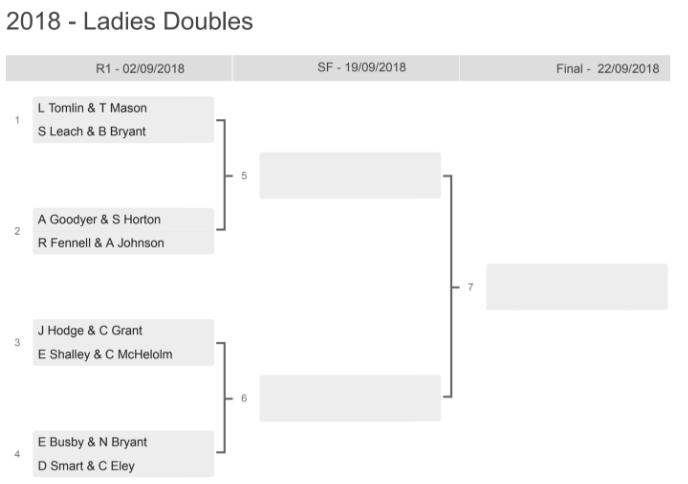 2018 - Ladies Doubles
R1 - 02/09/2018
SF - 19/09/2018
Final - 22/09/2018
1
L Tomlin & T Mason
S Leach & B Bryant
5
2
A Goodyer & S Horton
R Fennell & A Johnson
7
3
J Hodge & C Grant
E Shalley & C McHelolm
6
4
E Busby & N Bryant
D Smart & C Eley